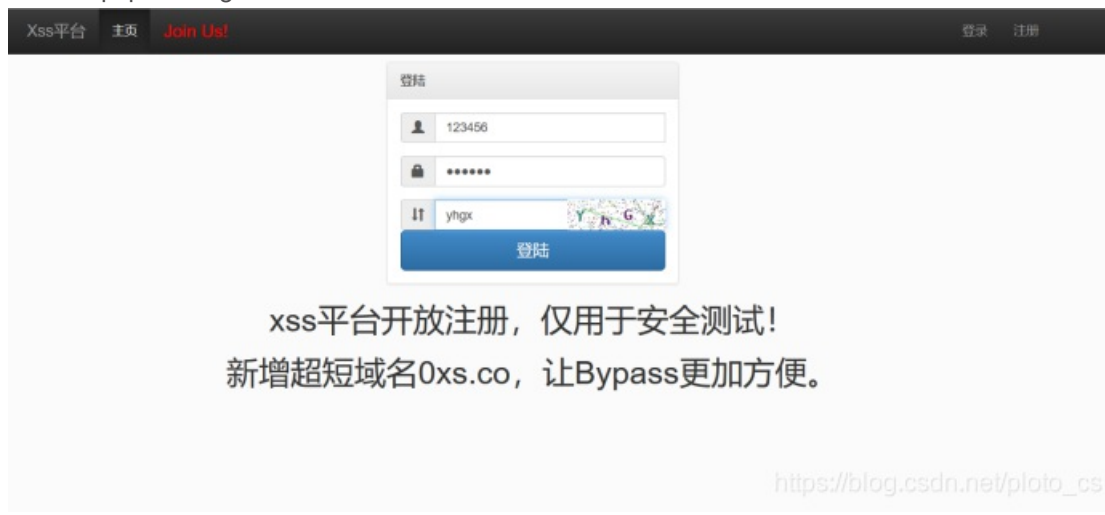 Xss平台 主页 Join Us! 登录 注册
登陆
123456
••••••
yhgx YhGX
登陆
xss平台开放注册，仅用于安全测试！
新增超短域名0xs.co，让Bypass更加方便。
https://blog.csdn.net/ploto_cs